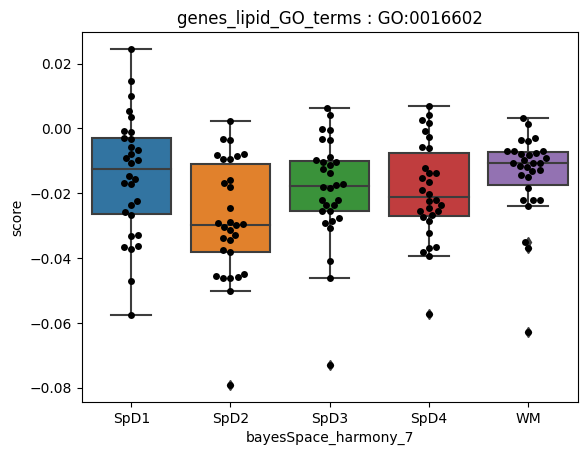 genes_lipid_GO_terms : GO:0016602
score
0.02
0.00
−0.02
−0.04
−0.06
−0.08
SpD1 SpD2 SpD3 SpD4 WM
bayesSpace_harmony_7